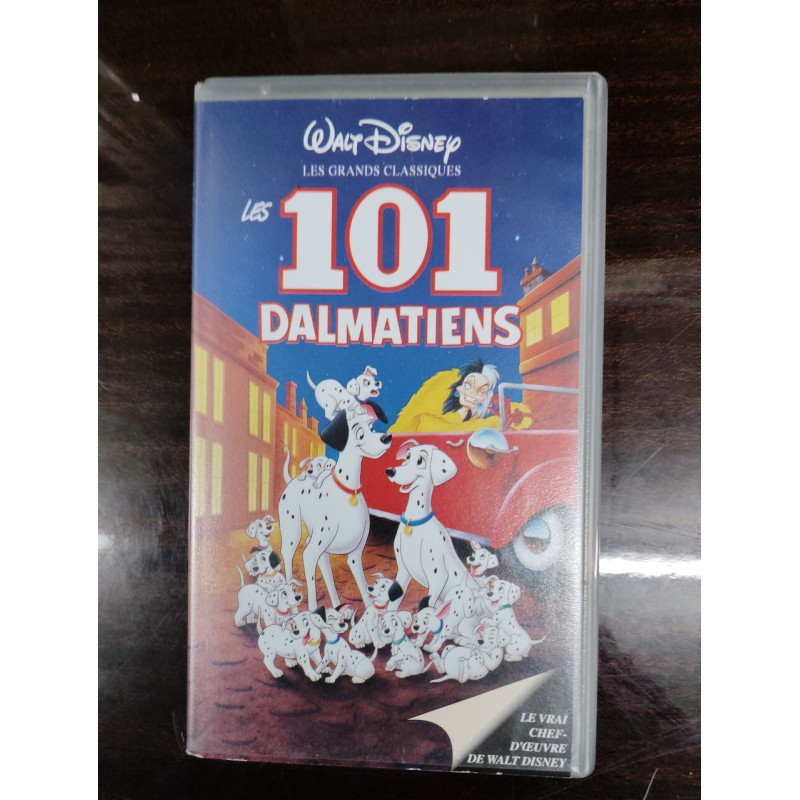 WALT DISNEY
LES GRANDS CLASSIQUES
LES
101
DALMATIENS
LE VRAI
CHEF-
D'ŒUVRE
DE WALT DISNEY